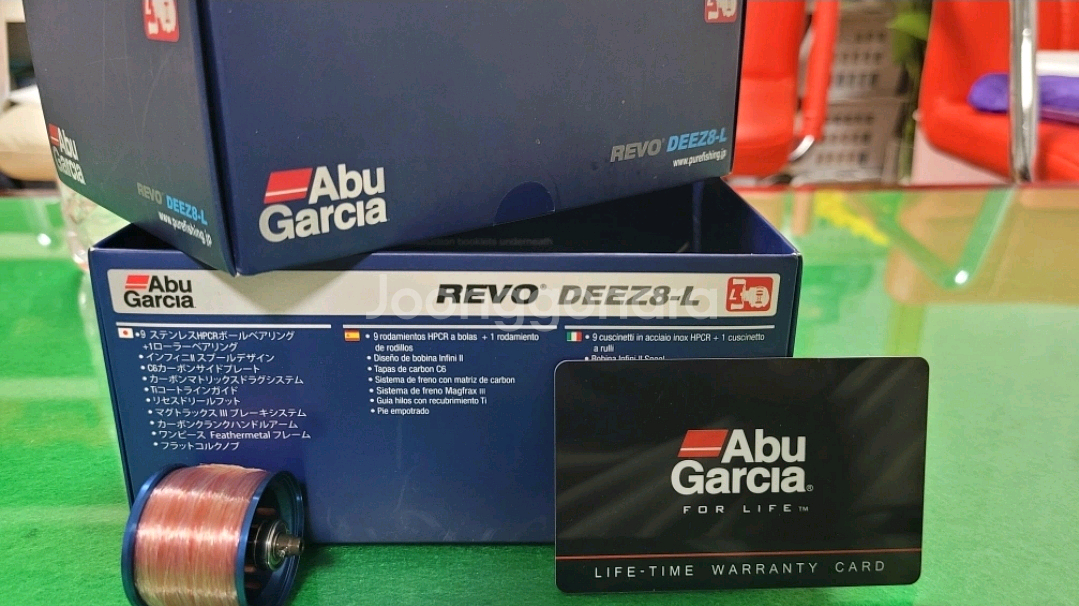 Abu
Garcia
REVO DEEZ8-L
www.purefishing.jp
Abu
Garcia
REVO DEEZ8-L
www.purefishing.jp
Abu
Garcia
REVO® DEEZ8-L
Joonggonara
•9 ステンレスHPCRボールベアリング
+1ローラーベアリング
• インフィニIIスプールデザイン
• C6カーボンサイドプレート
• カーボンマトリックスドラグシステム
• Tiコートラインガイド
• リセスドリールフット
• マグトラックス III ブレーキシステム
• カーボンクランクハンドルアーム
• ワンピース Feathermetal フレーム
• フラットコルクノブ
• 9 rodamientos HPCR a bolas + 1 rodamiento
de rodillos
• Diseño de bobina Infini II
• Tapas de carbon C6
• Sistema de freno con matriz de carbon
• Sistema de freno Magtrax III
• Guia hilos con recubrimiento Ti
• Pie empotrado
• 9 cuscinetti in acciaio Inox HPCR + 1 cuscinetto
a rulli
• Bobina Infini II Spool
Abu
Garcia®
FOR LIFE™
LIFE-TIME WARRANTY CARD